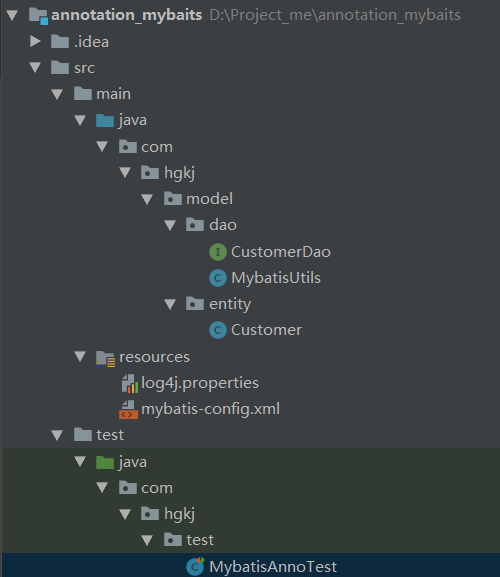 annotation_mybaits D:\Project_me\annotation_mybaits
.idea
src
main
java
com
hgkj
model
dao
I CustomerDao
C MybatisUtils
entity
C Customer
resources
log4j.properties
mybatis-config.xml
test
java
com
hgkj
test
C MybatisAnnoTest